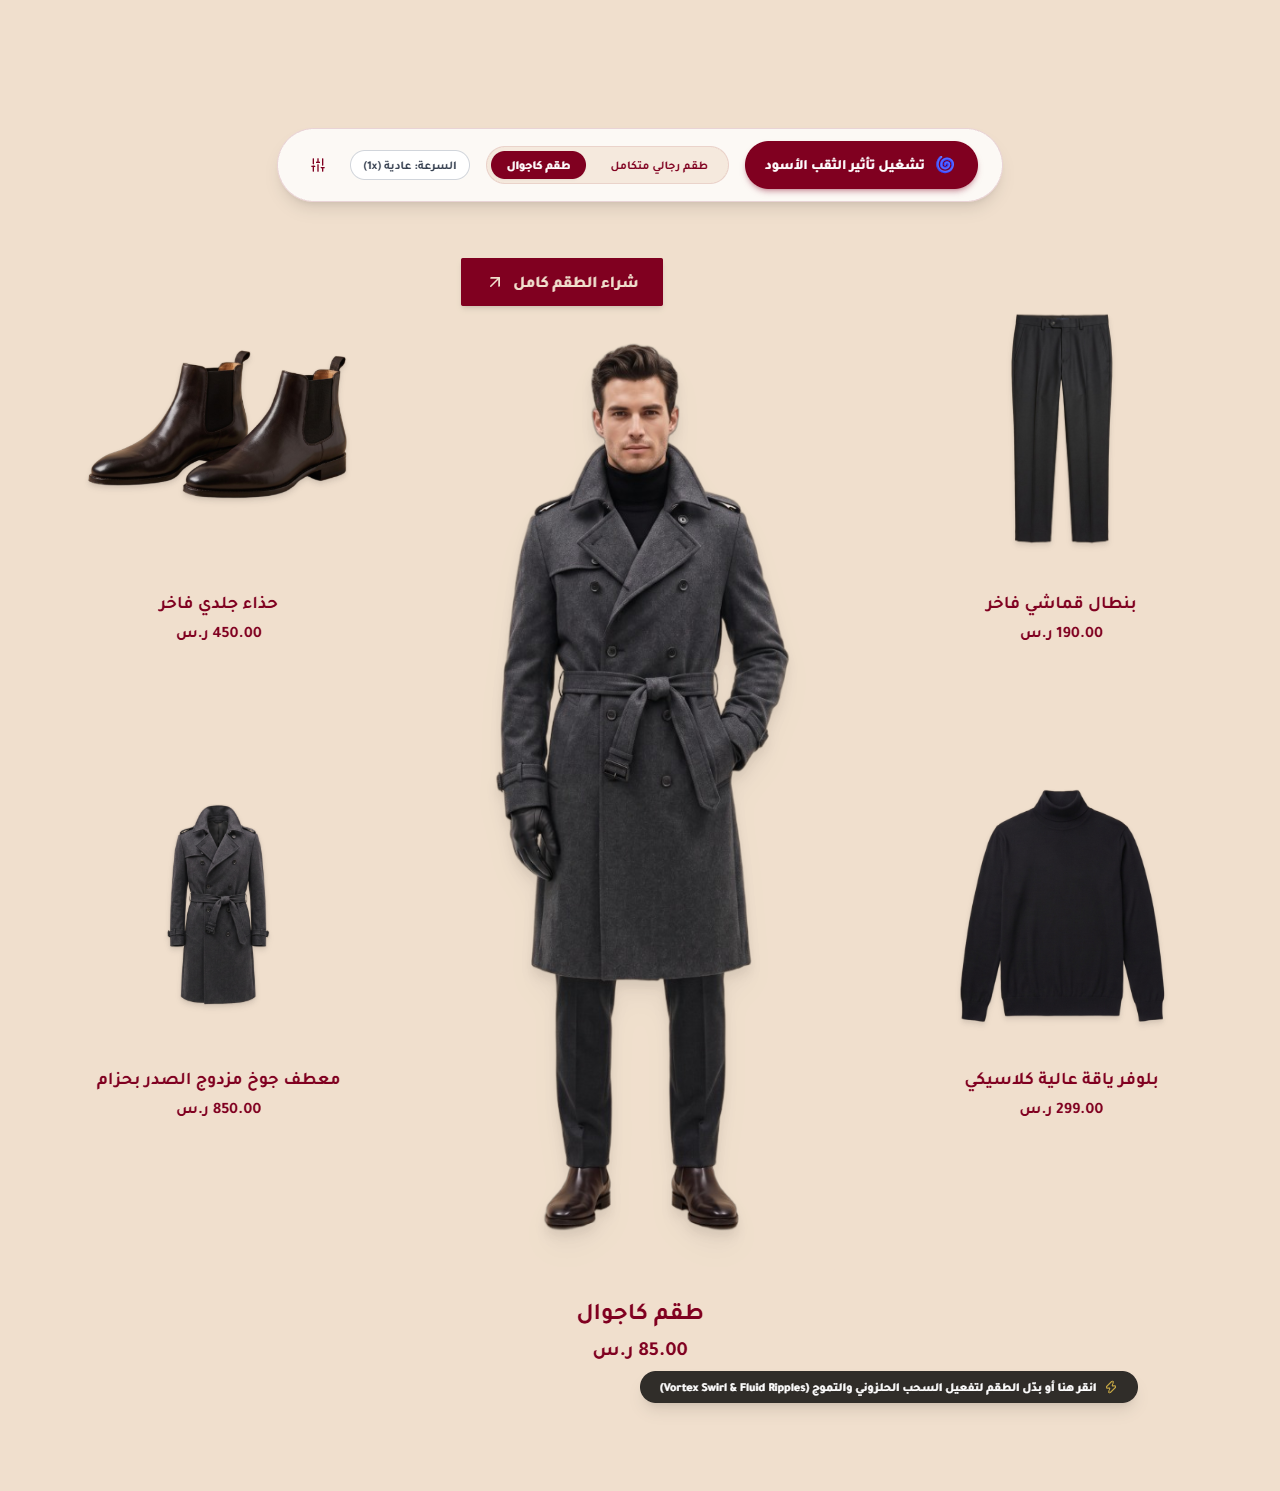 🌀 تشغيل تأثير الثقب الأسود
طقم رجالي متكامل
طقم كاجوال
السرعة: عادية (1x)
شراء الطقم كامل
بنطال قماشي فاخر
190.00 ر.س
حذاء جلدي فاخر
450.00 ر.س
بلوفر ياقة عالية كلاسيكي
299.00 ر.س
معطف جوخ مزدوج الصدر بحزام
850.00 ر.س
طقم كاجوال
85.00 ر.س
انقر هنا أو بدّل الطقم لتفعيل السحب الحلزوني والتموج (Vortex Swirl & Fluid Ripples)